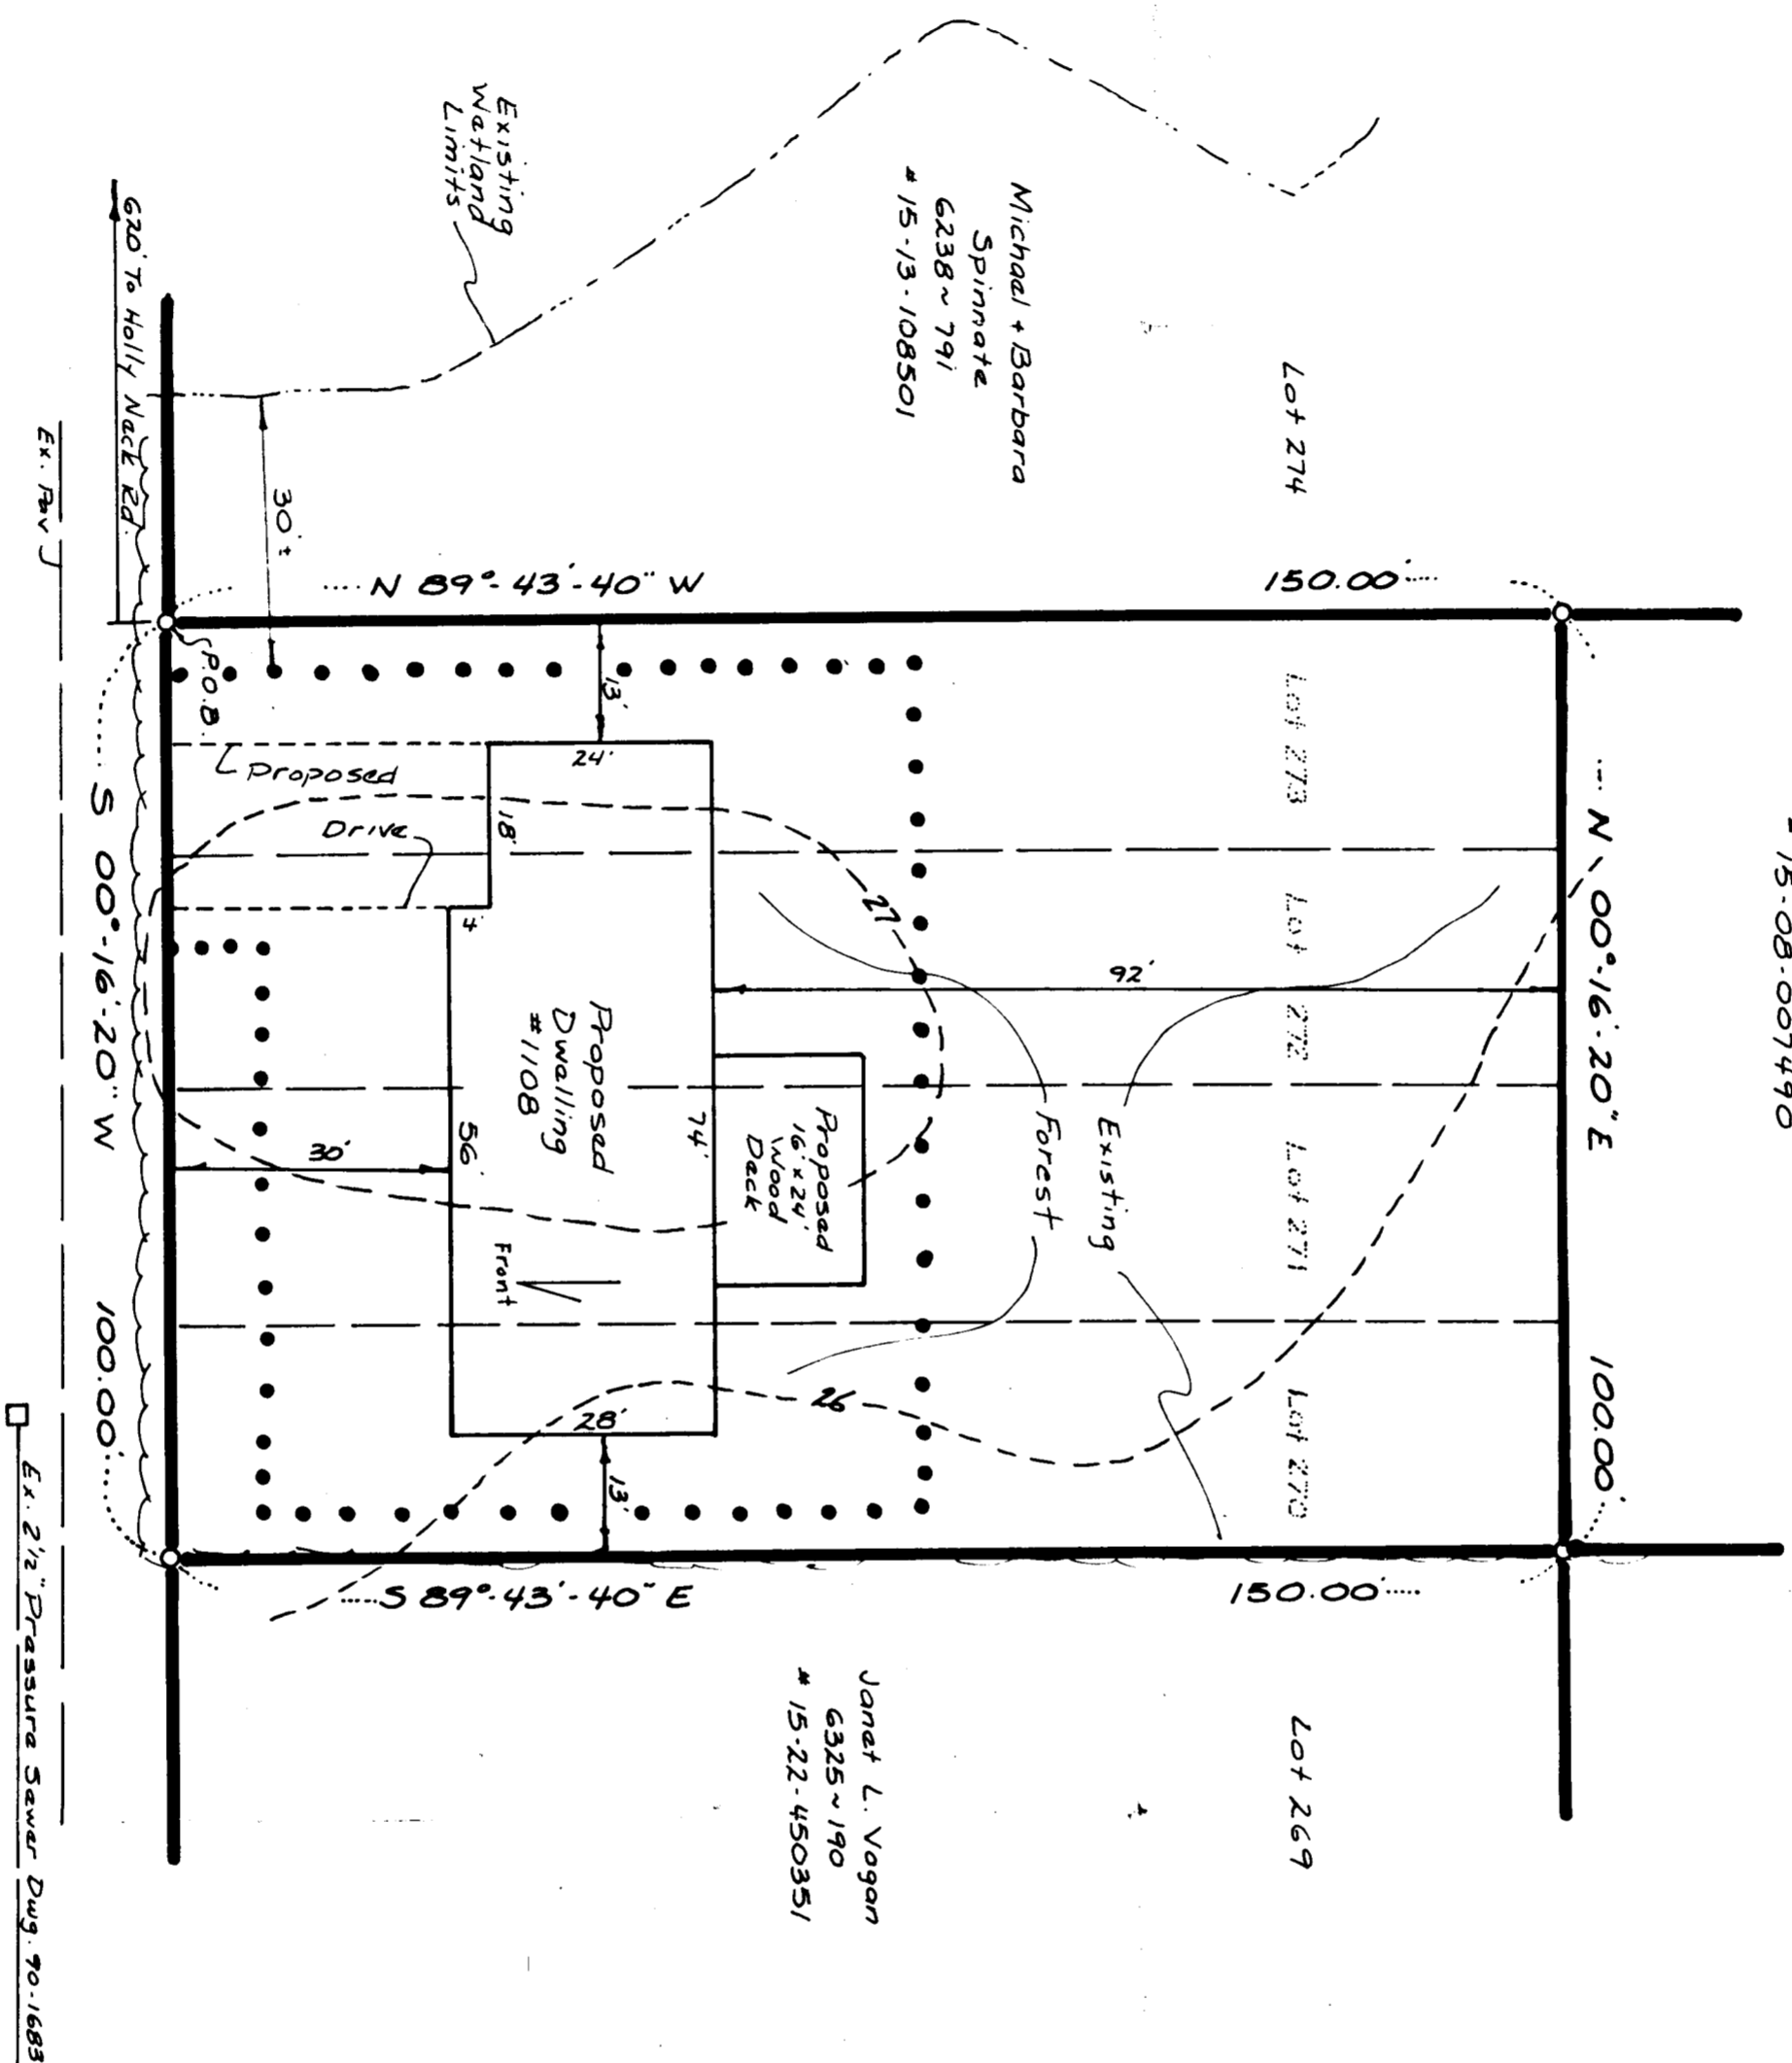 Existing
Wetland
Limits
Michael + Barbara
Spinnate
6238 ~ 791
# 15-13-108501
Lot 274
620' To Holly Neck Rd.
30'±
N 89°-43'-40" W
150.00'
P.O.B.
13'
Lot 273
Proposed
Drive
24'
18'
4'
27
S 00°-16'-20" W
100.00'
N 00°-16'-20" E
100.00'
15-08-007490
92'
Lot 272
Proposed
Dwelling
#1108
56'
74'
30'
Proposed
16' x 24'
Wood
Deck
Existing
Forest
Lot 271
Front
28'
26
13'
Lot 270
S 89°-43'-40" E
150.00'
Janet L. Vogan
6325 ~ 190
# 15-22-450351
Lot 269
Ex. Pav
Ex. 2 1/2" Pressure Sewer Dwg. 90-1683